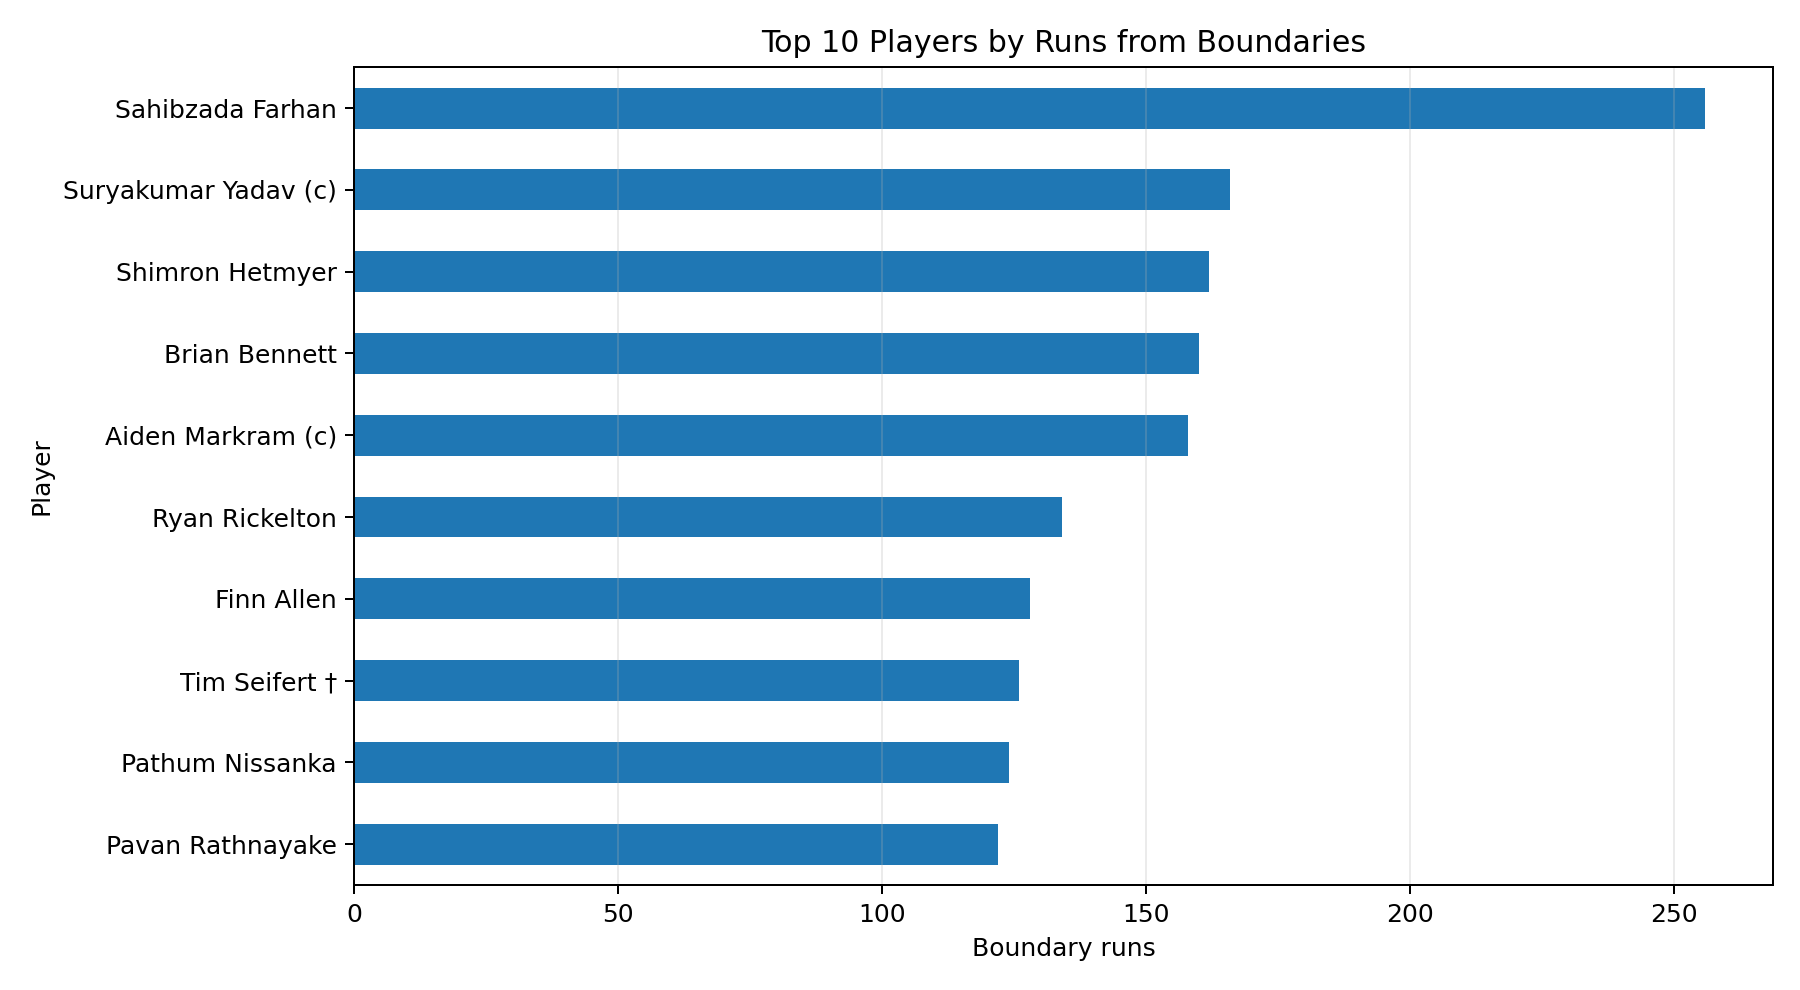 Top 10 Players by Runs from Boundaries
Player
Sahibzada Farhan
Suryakumar Yadav (c)
Shimron Hetmyer
Brian Bennett
Aiden Markram (c)
Ryan Rickelton
Finn Allen
Tim Seifert †
Pathum Nissanka
Pavan Rathnayake
0 50 100 150 200 250
Boundary runs